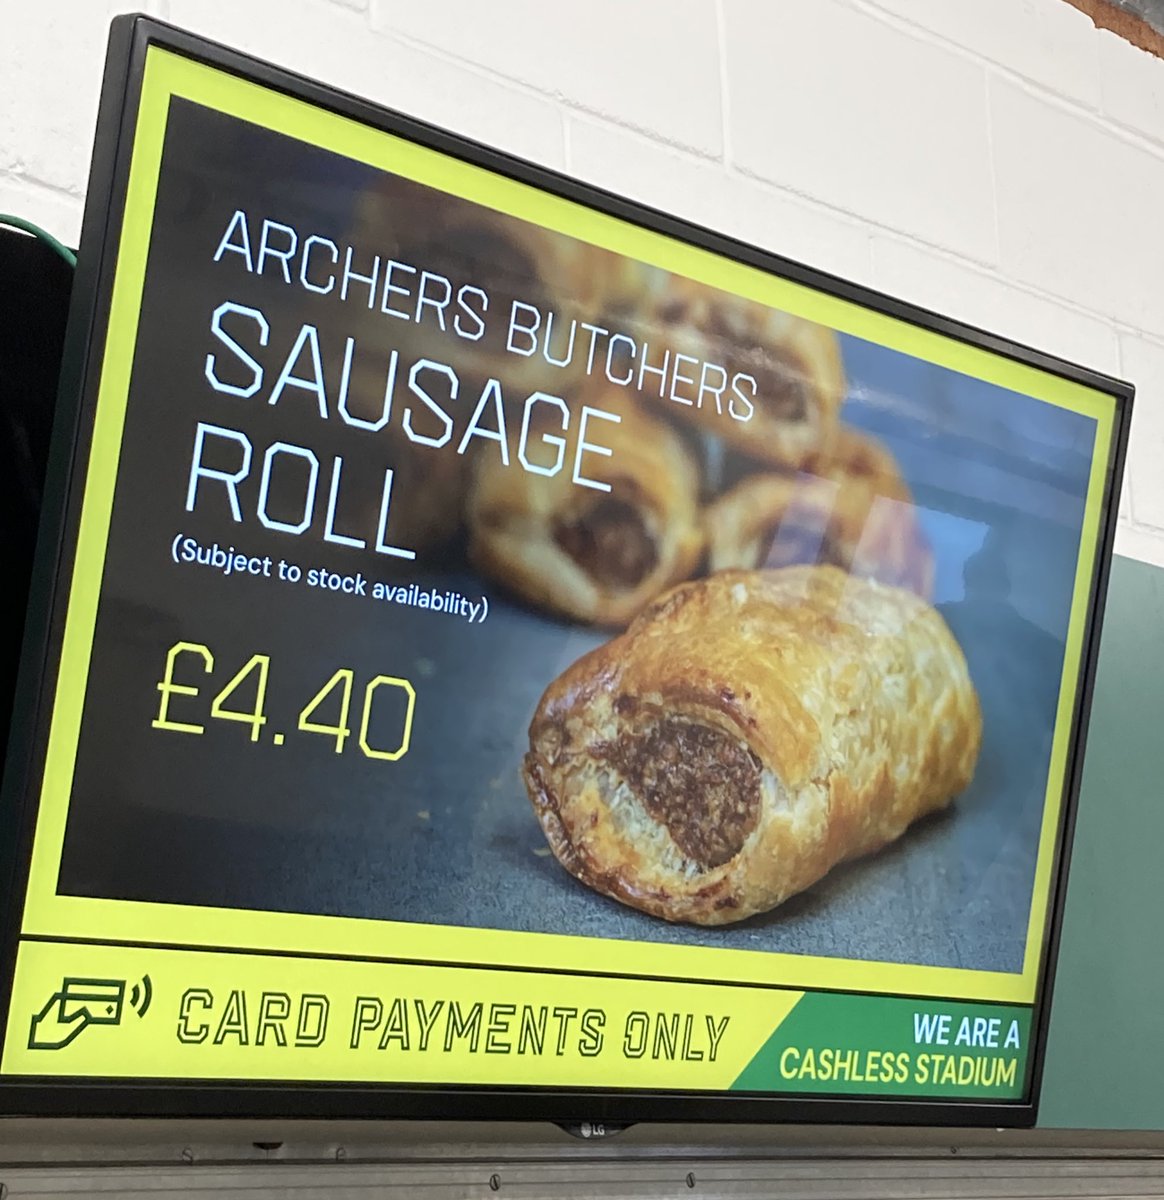 ARCHERS BUTCHERS
SAUSAGE
ROLL
(Subject to stock availability)
£4.40
CARD PAYMENTS ONLY
WE ARE A
CASHLESS STADIUM
LG